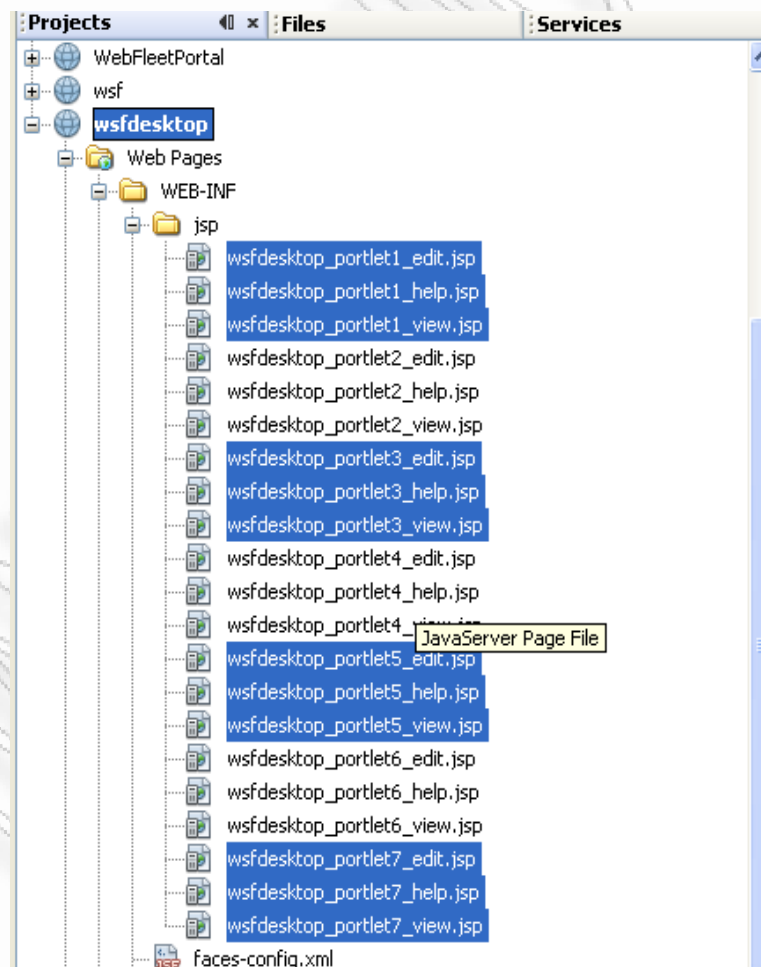 Projects Files Services
WebFleetPortal
wsf
wsfdesktop
Web Pages
WEB-INF
jsp
wsfdesktop_portlet1_edit.jsp
wsfdesktop_portlet1_help.jsp
wsfdesktop_portlet1_view.jsp
wsfdesktop_portlet2_edit.jsp
wsfdesktop_portlet2_help.jsp
wsfdesktop_portlet2_view.jsp
wsfdesktop_portlet3_edit.jsp
wsfdesktop_portlet3_help.jsp
wsfdesktop_portlet3_view.jsp
wsfdesktop_portlet4_edit.jsp
wsfdesktop_portlet4_help.jsp
wsfdesktop_portlet4_view.jsp
JavaServer Page File
wsfdesktop_portlet5_edit.jsp
wsfdesktop_portlet5_help.jsp
wsfdesktop_portlet5_view.jsp
wsfdesktop_portlet6_edit.jsp
wsfdesktop_portlet6_help.jsp
wsfdesktop_portlet6_view.jsp
wsfdesktop_portlet7_edit.jsp
wsfdesktop_portlet7_help.jsp
wsfdesktop_portlet7_view.jsp
faces-config.xml